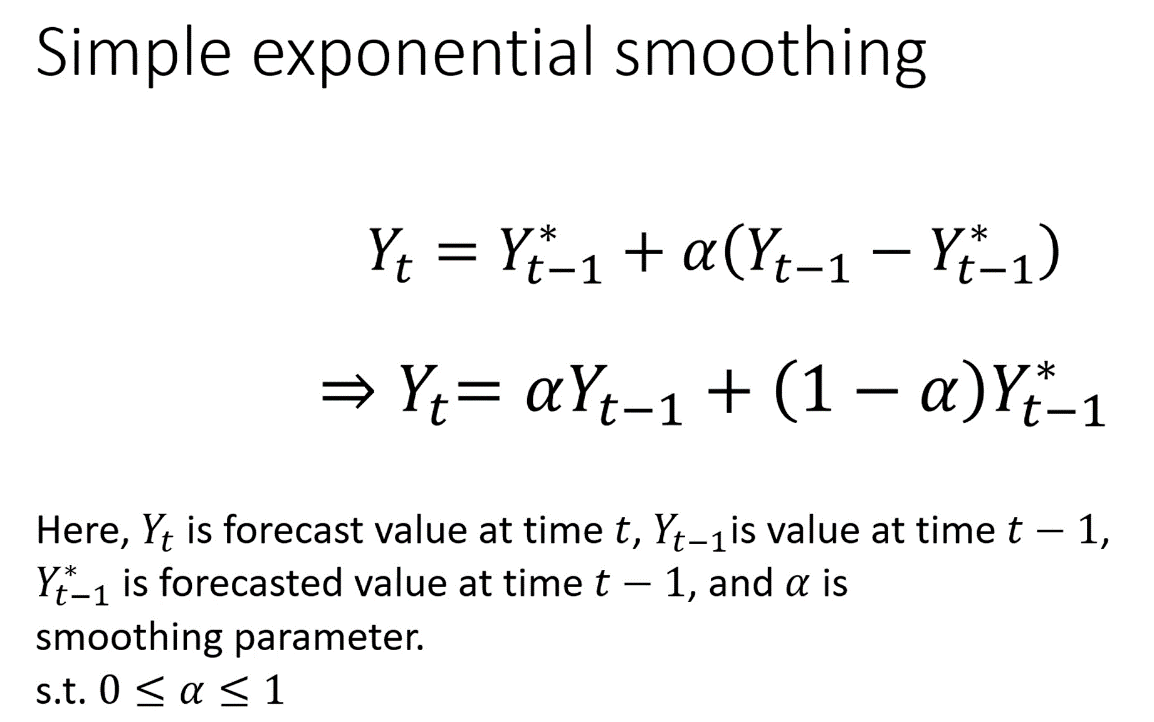 Simple exponential smoothing
𝑌ₜ = 𝑌*ₜ₋₁ + 𝛼(𝑌ₜ₋₁ − 𝑌*ₜ₋₁)
⇒ 𝑌ₜ= 𝛼𝑌ₜ₋₁ + (1 − 𝛼)𝑌*ₜ₋₁
Here, 𝑌ₜ is forecast value at time 𝑡, 𝑌ₜ₋₁is value at time 𝑡 − 1,
𝑌*ₜ₋₁ is forecasted value at time 𝑡 − 1, and 𝛼 is
smoothing parameter.
s.t. 0 ≤ 𝛼 ≤ 1